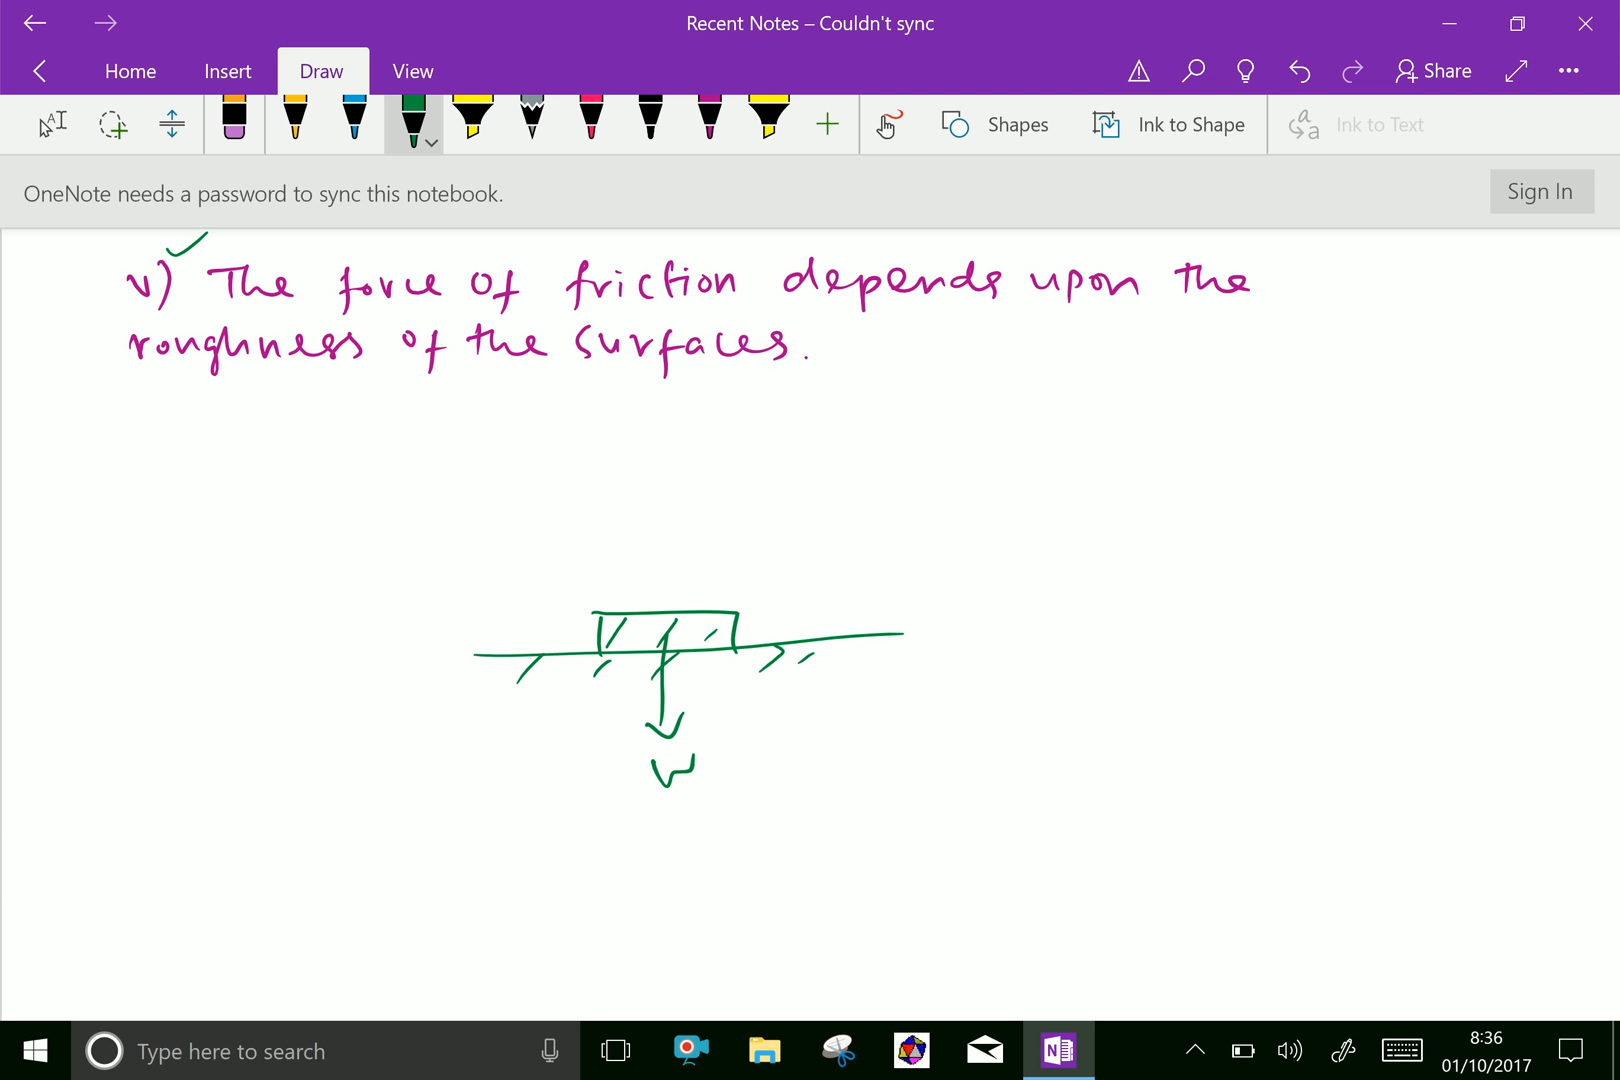 Recent Notes – Couldn't sync
Home Insert Draw View Share
Shapes Ink to Shape Ink to Text
OneNote needs a password to sync this notebook. Sign In
v) The force of friction depends upon the
roughness of the surfaces.
W
Type here to search
8:36
01/10/2017